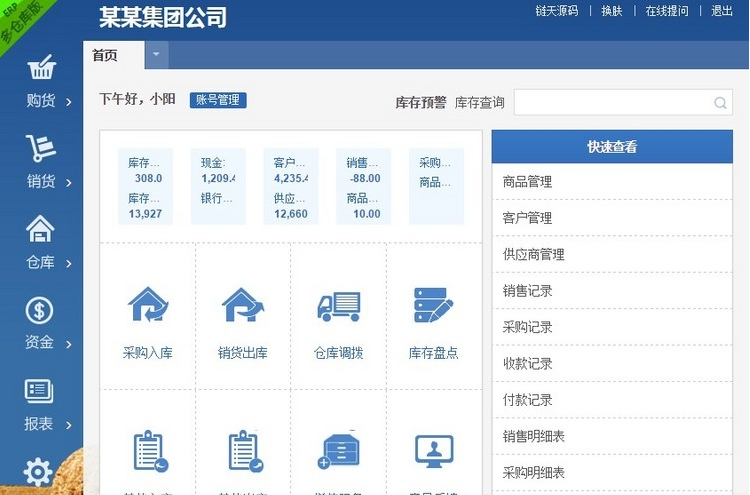 ERP
多仓库版
某某集团公司
链天源码 | 换肤 | 在线提问 | 退出
首页
下午好，小阳 账号管理
库存预警 库存查询
购货
销货
仓库
资金
报表
库存... 现金: 客户... 销售... 采购...
308.0 1,209.4 4,235.4 -88.00
库存... 银行... 供应... 商品... 商品...
13,927 12,660 10.00
采购入库 销货出库 仓库调拨 库存盘点
快速查看
商品管理
客户管理
供应商管理
销售记录
采购记录
收款记录
付款记录
销售明细表
采购明细表